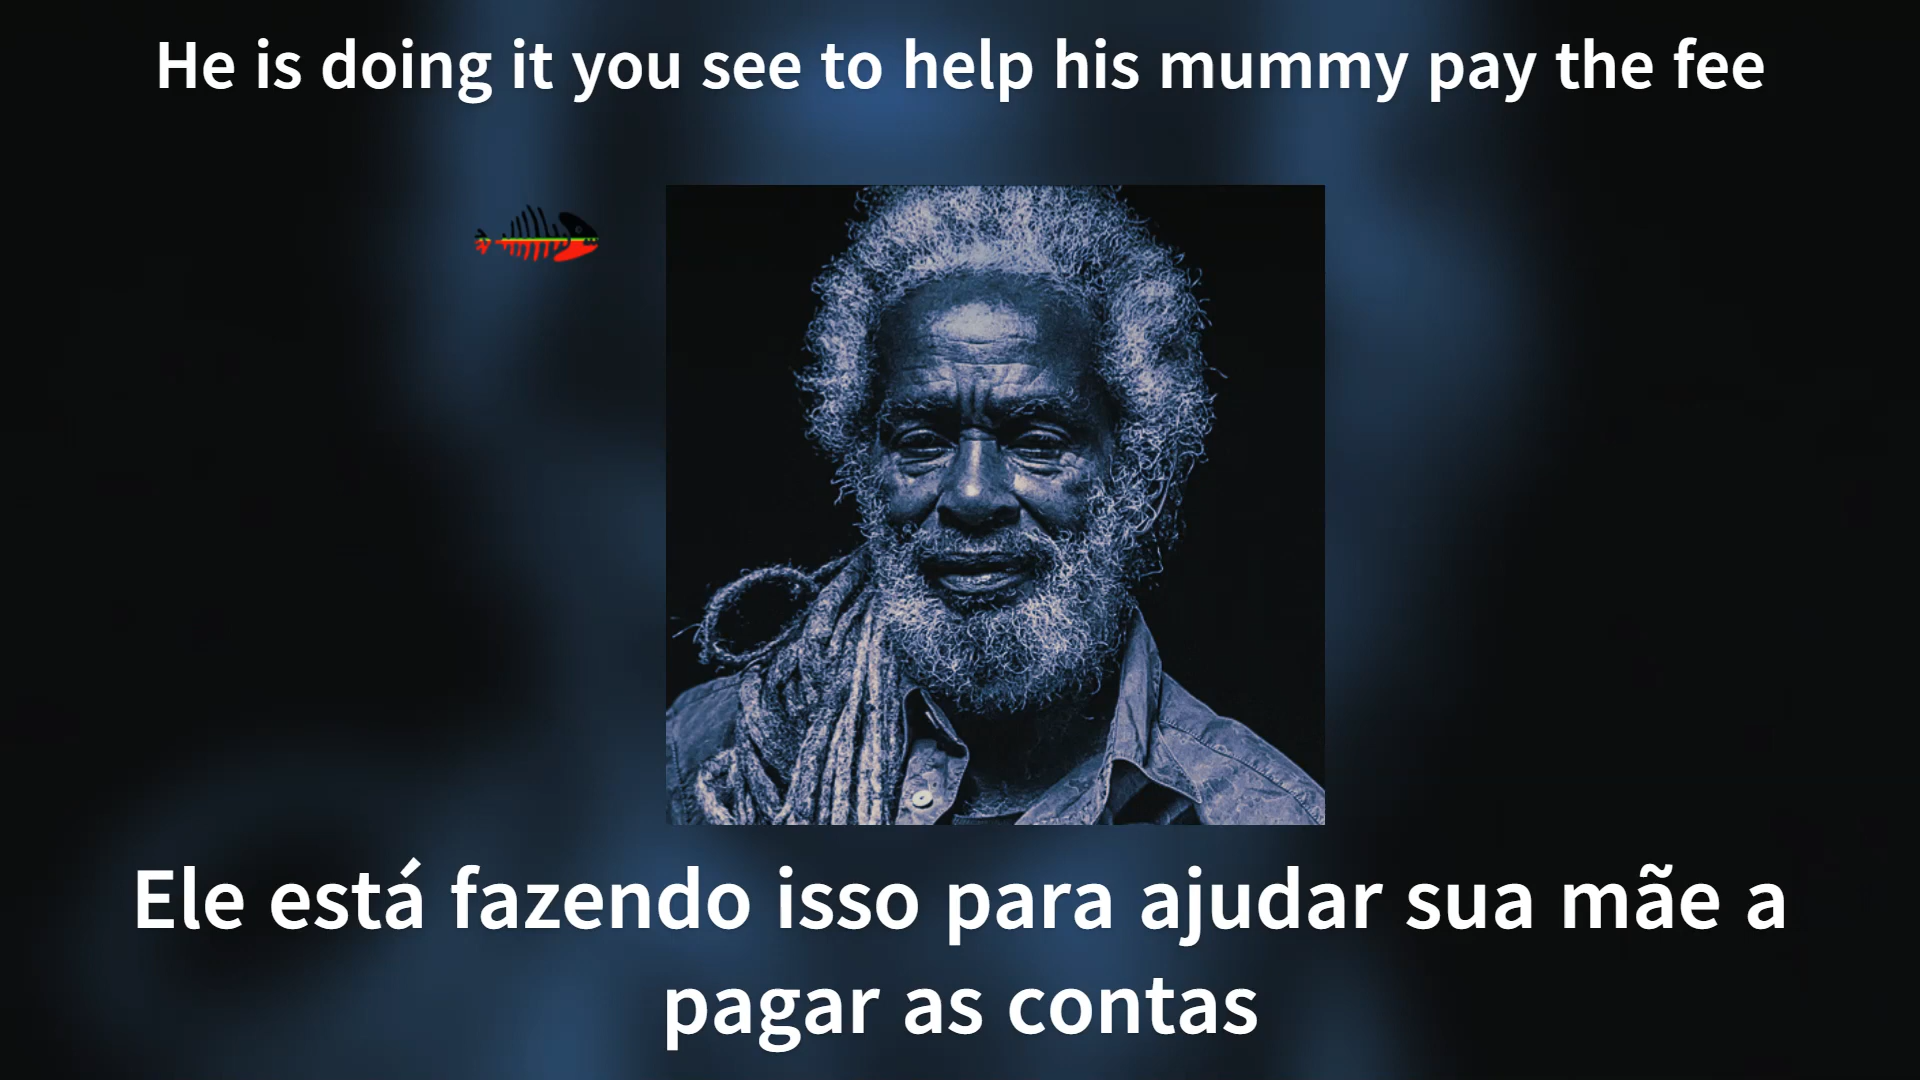 He is doing it you see to help his mummy pay the fee
Ele está fazendo isso para ajudar sua mãe a
pagar as contas